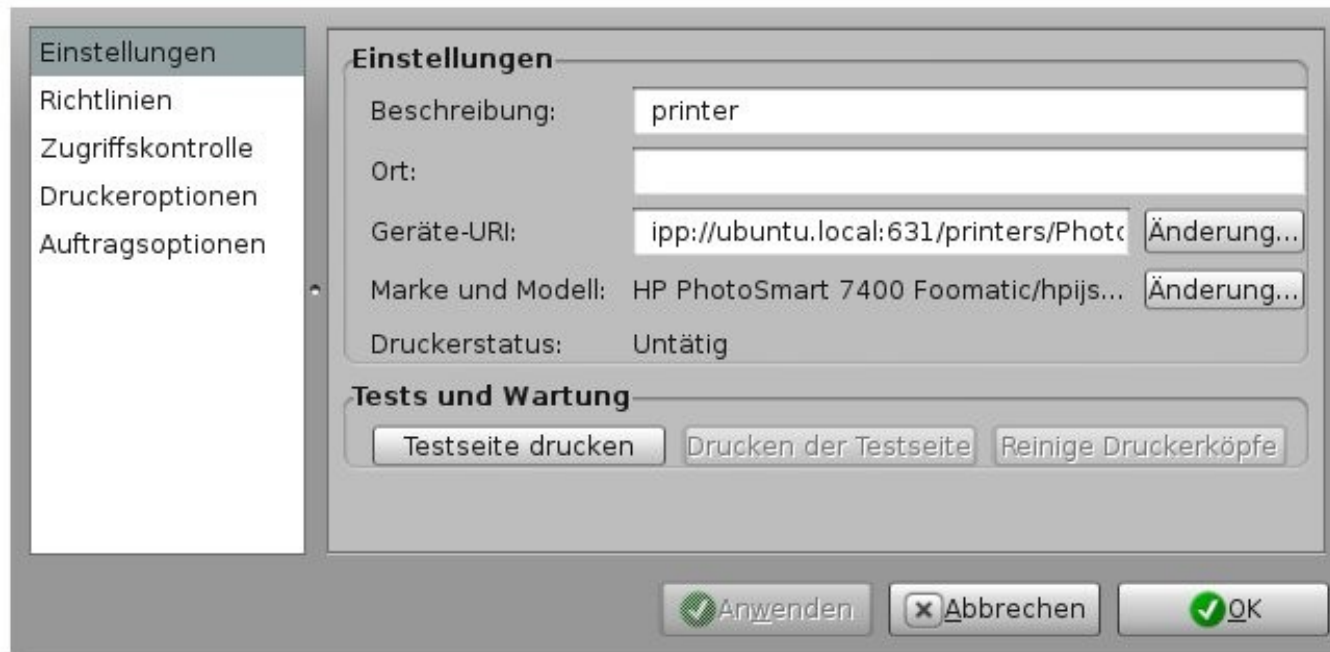 Einstellungen
Richtlinien
Zugriffskontrolle
Druckeroptionen
Auftragsoptionen
Einstellungen
Beschreibung: printer
Ort:
Geräte-URI: ipp://ubuntu.local:631/printers/Photo Änderung...
Marke und Modell: HP PhotoSmart 7400 Foomatic/hpijs... Änderung...
Druckerstatus: Untätig
Tests und Wartung
Testseite drucken Drucken der Testseite Reinige Druckerköpfe
Anwenden Abbrechen OK